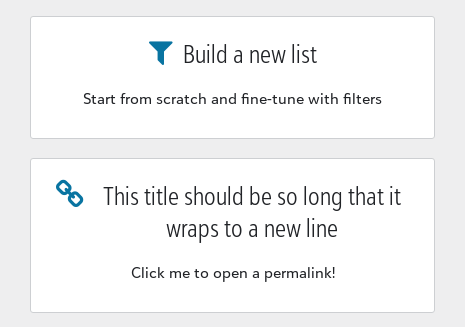 Build a new list
Start from scratch and fine-tune with filters
This title should be so long that it
wraps to a new line
Click me to open a permalink!